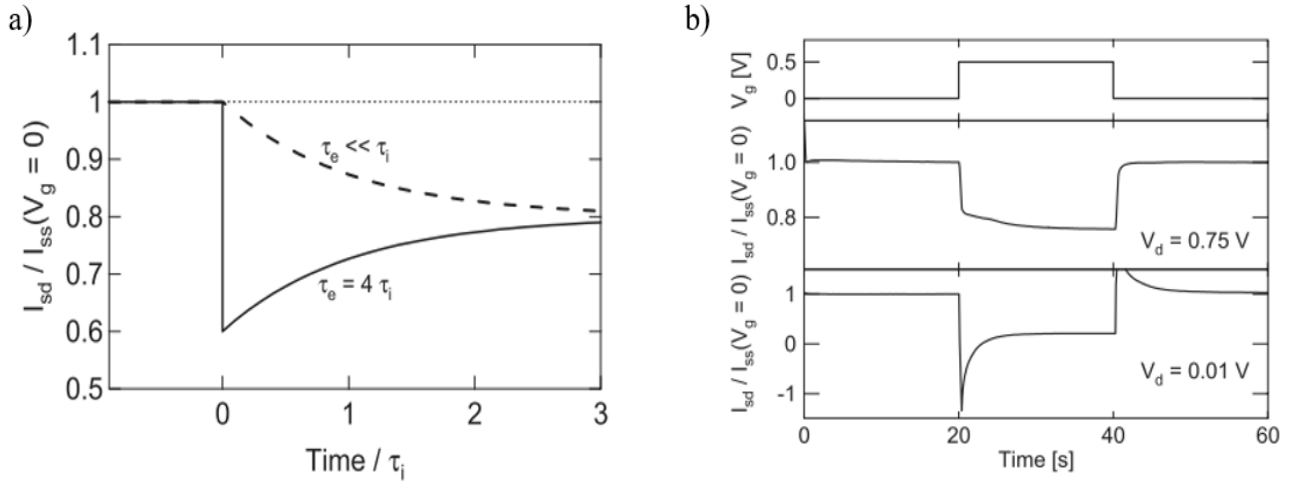 a)
1.1
1
0.9
0.8
0.7
0.6
0.5
I_sd / I_ss(V_g = 0)
τ_e << τ_i
τ_e = 4 τ_i
0 1 2 3
Time / τ_i
b)
V_g [V]
0.5
0
I_sd / I_ss(V_g = 0)
1.0
0.8
V_d = 0.75 V
I_sd / I_ss(V_g = 0)
1
0
-1
V_d = 0.01 V
0 20 40 60
Time [s]